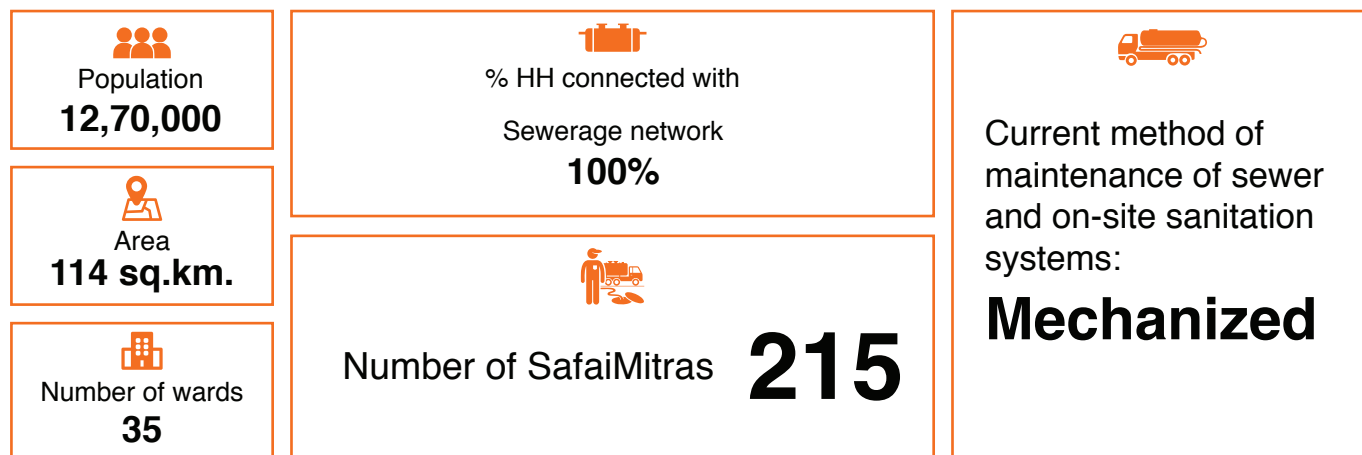 Population
12,70,000
Area
114 sq.km.
Number of wards
35
% HH connected with
Sewerage network
100%
Number of SafaiMitras 215
Current method of
maintenance of sewer
and on-site sanitation
systems:
Mechanized